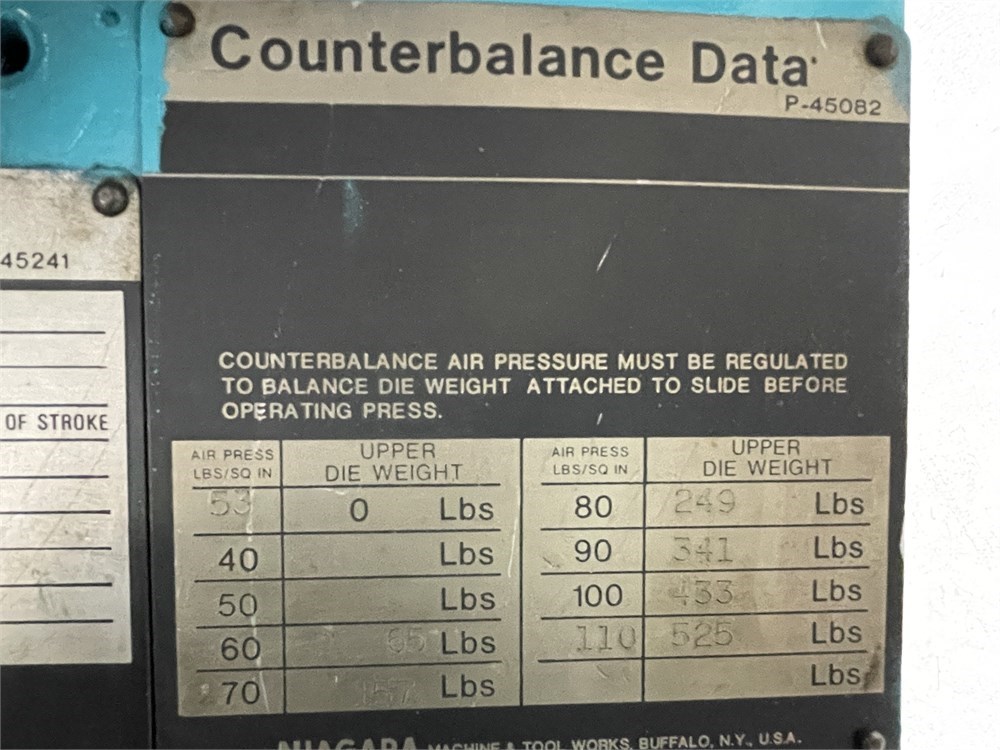 Counterbalance Data
P-45082
45241
OF STROKE
COUNTERBALANCE AIR PRESSURE MUST BE REGULATED
TO BALANCE DIE WEIGHT ATTACHED TO SLIDE BEFORE
OPERATING PRESS.
AIR PRESS
LBS/SQ IN
UPPER
DIE WEIGHT
53 0 Lbs
40 Lbs
50 Lbs
60 65 Lbs
70 157 Lbs
AIR PRESS
LBS/SQ IN
UPPER
DIE WEIGHT
80 249 Lbs
90 341 Lbs
100 433 Lbs
110 525 Lbs
Lbs
NIAGARA MACHINE & TOOL WORKS, BUFFALO, N.Y., U.S.A.